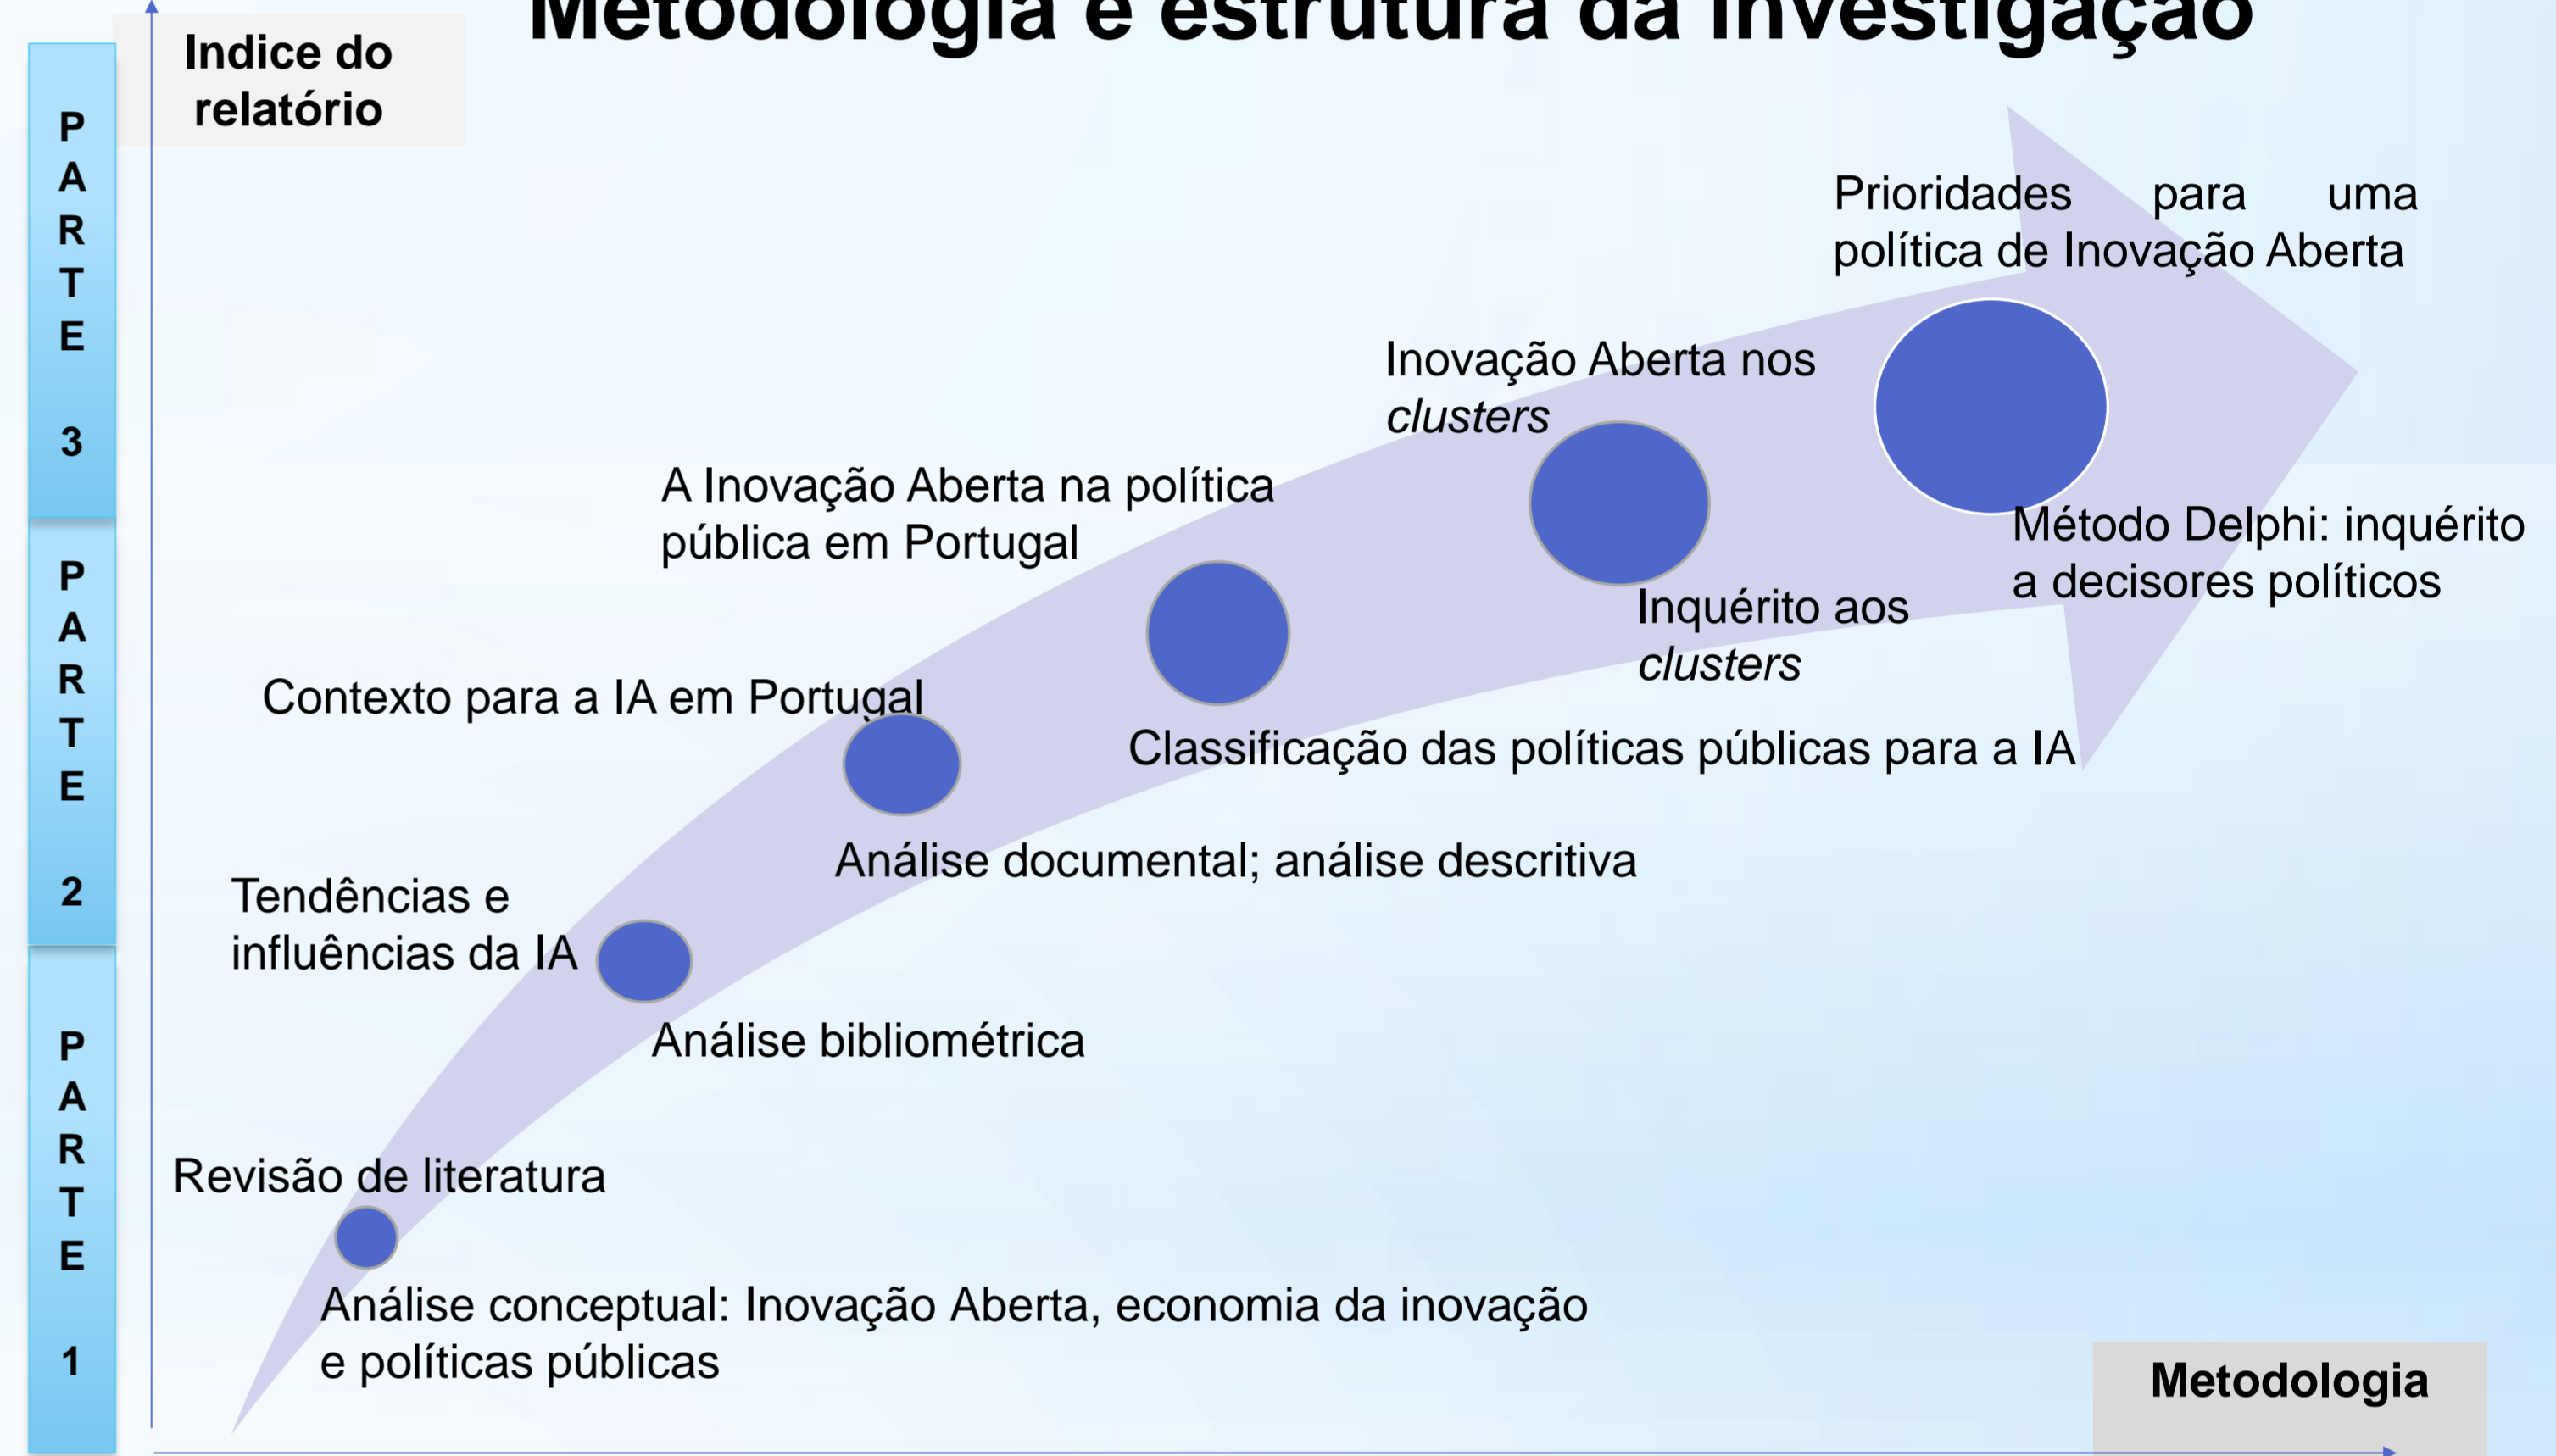 Metodologia e estrutura da investigação
Indice do
relatório
P
A
R
T
E
3
P
A
R
T
E
2
P
A
R
T
E
1
Prioridades para uma
política de Inovação Aberta
Inovação Aberta nos
clusters
A Inovação Aberta na política
pública em Portugal
Método Delphi: inquérito
a decisores políticos
Inquérito aos
clusters
Contexto para a IA em Portugal
Classificação das políticas públicas para a IA
Análise documental; análise descritiva
Tendências e
influências da IA
Análise bibliométrica
Revisão de literatura
Análise conceptual: Inovação Aberta, economia da inovação
e políticas públicas
Metodologia